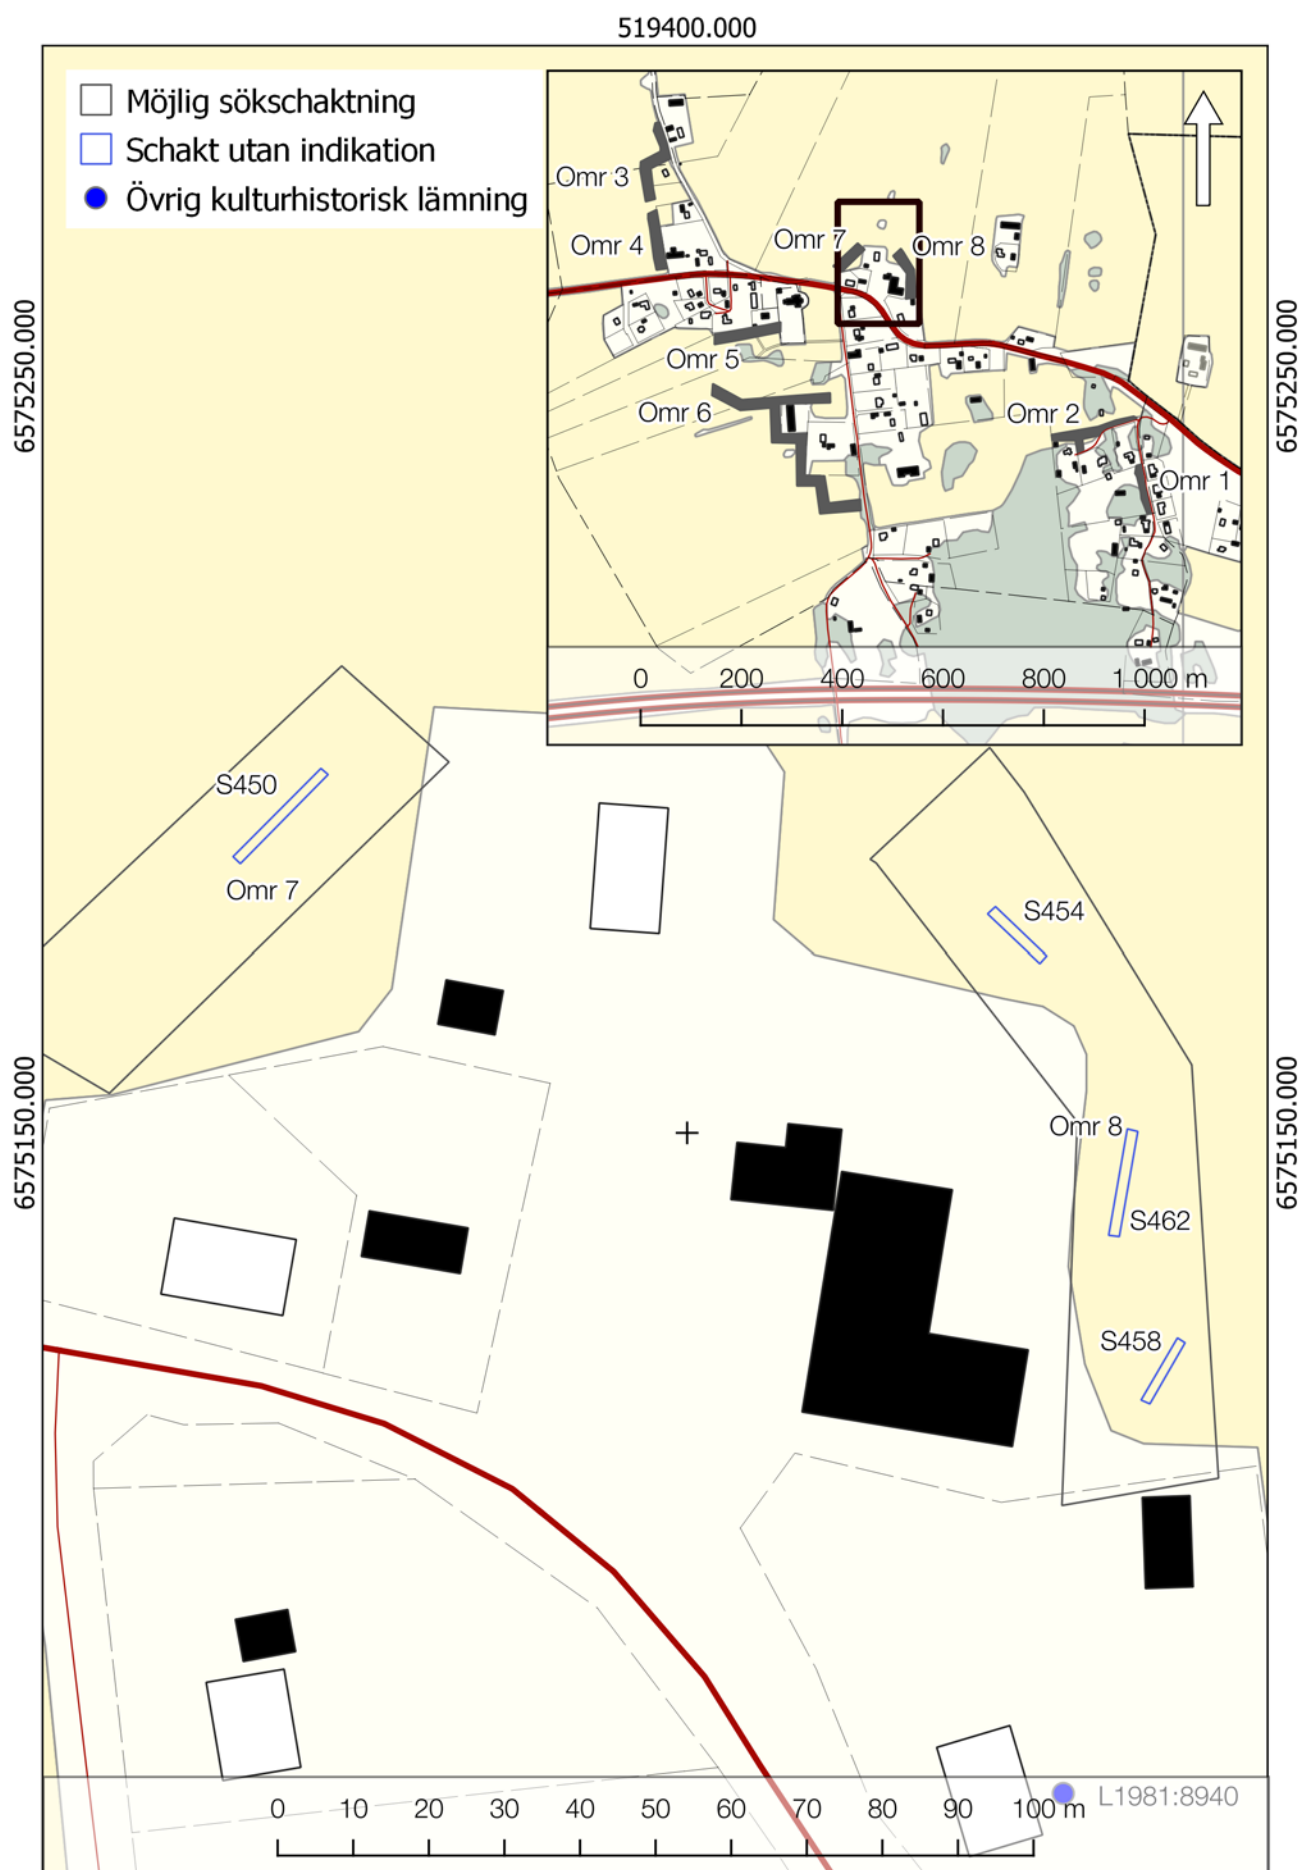 519400.000
Möjlig sökschaktning
Schakt utan indikation
Övrig kulturhistorisk lämning
Omr 3
Omr 4
Omr 7
Omr 8
Omr 5
Omr 6
Omr 2
Omr 1
0 200 400 600 800 1 000 m
6575250.000
6575250.000
S450
Omr 7
S454
Omr 8
S462
S458
6575150.000
6575150.000
0 10 20 30 40 50 60 70 80 90 100 m
L1981:8940